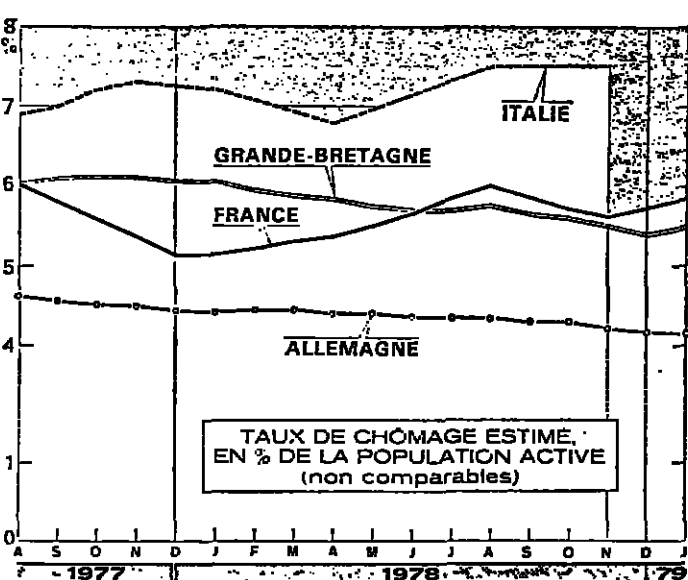 8
%
7
ITALIE
GRANDE-BRETAGNE
6
FRANCE
5
ALLEMAGNE
4
TAUX DE CHÔMAGE ESTIMÉ,
EN % DE LA POPULATION ACTIVE
(non comparables)
1
0
A S O N D J F M A M J J A S O N D J
1977 1978 79